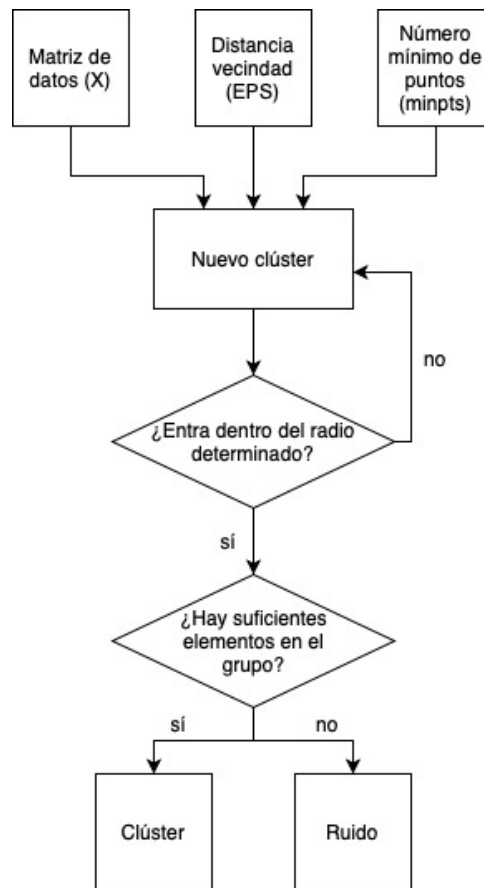 Matriz de
datos (X)
Distancia
vecindad
(EPS)
Número
mínimo de
puntos
(minpts)
Nuevo clúster
no
¿Entra dentro del radio
determinado?
sí
¿Hay suficientes
elementos en el
grupo?
sí
no
Clúster
Ruido